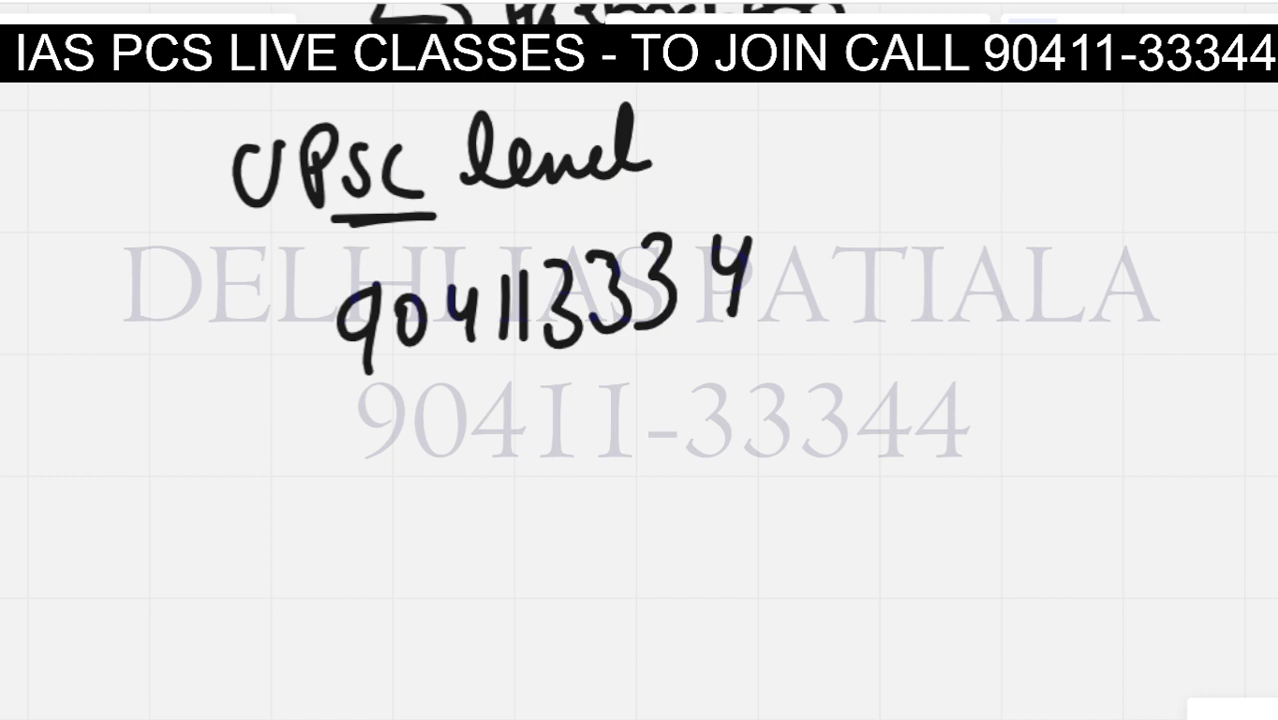 IAS PCS LIVE CLASSES - TO JOIN CALL 90411-33344
UPSC level
904113334
DELHI IAS PATIALA
90411-33344